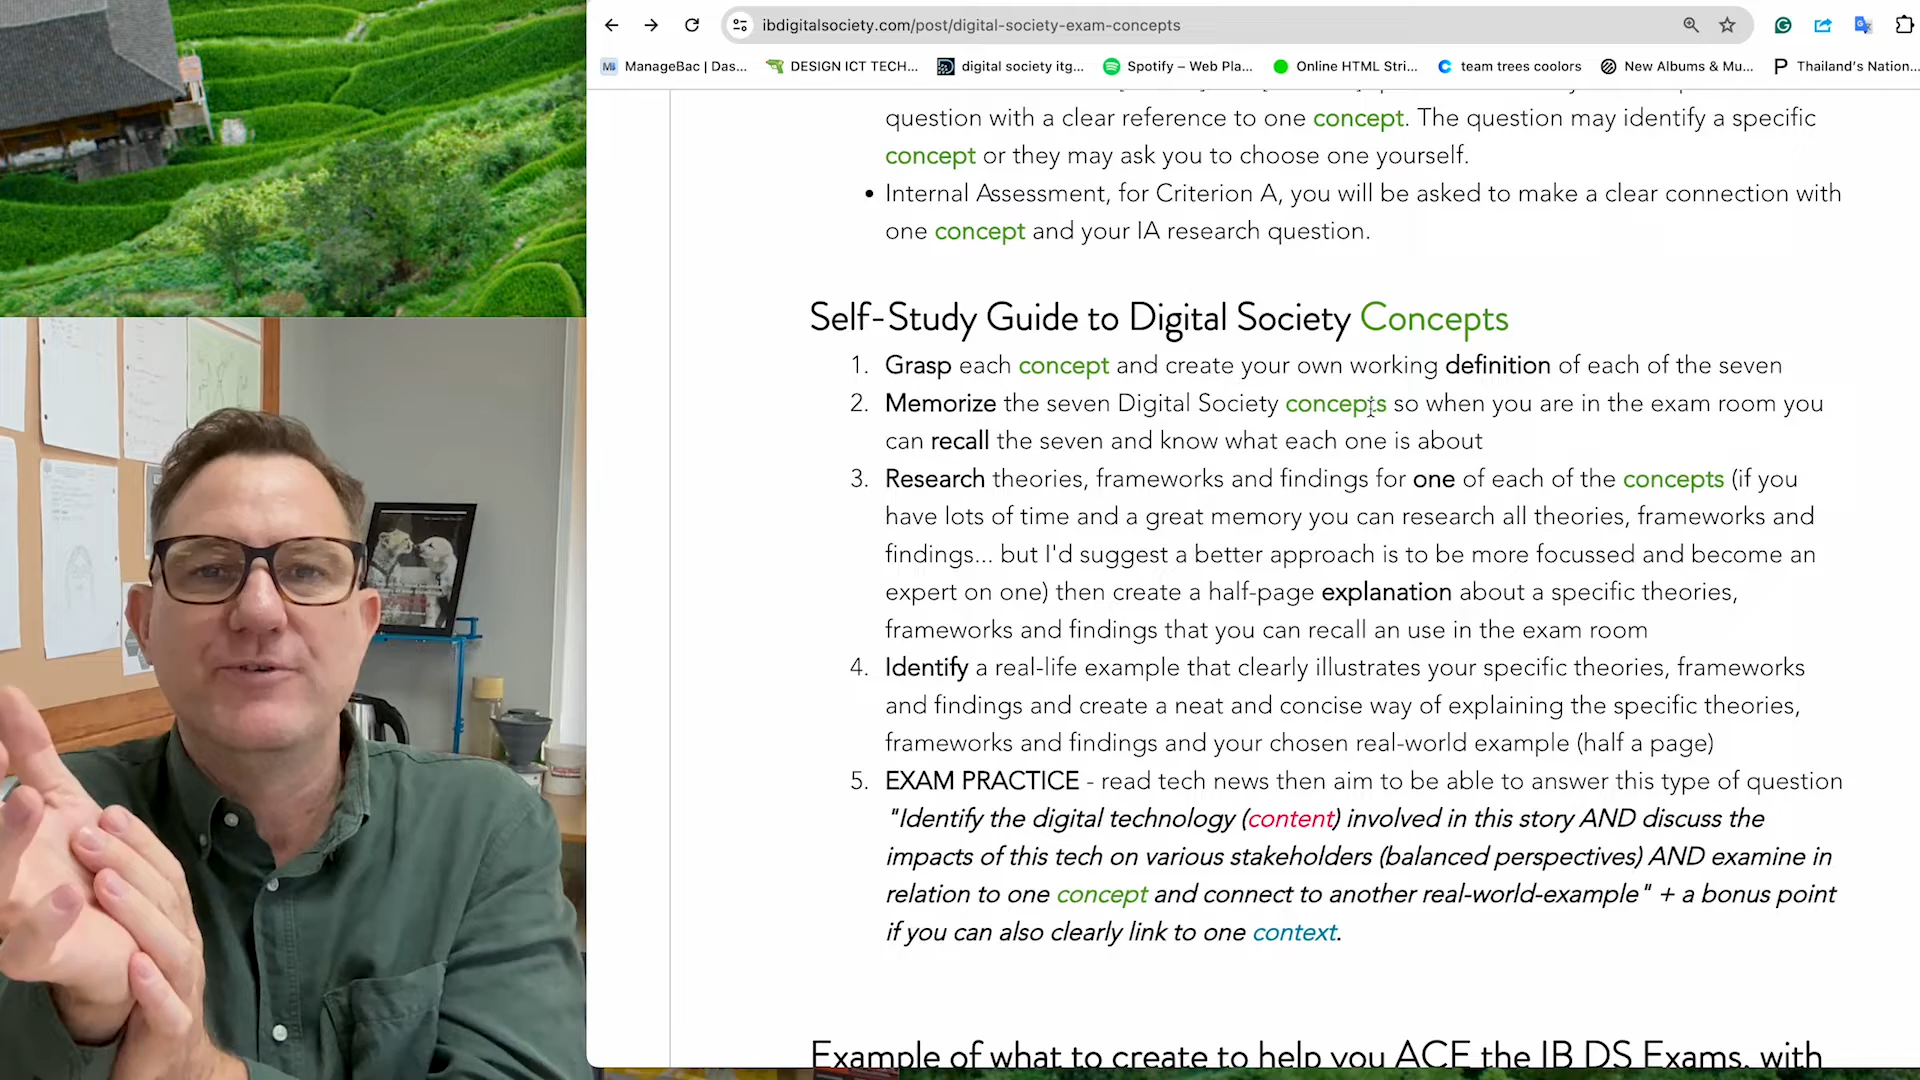 ibdigitalsociety.com/post/digital-society-exam-concepts
ManageBac | Das... DESIGN ICT TECH... digital society itg... Spotify – Web Pla... Online HTML Stri... team trees coolors New Albums & Mu... Thailand's Nation...
question with a clear reference to one concept. The question may identify a specific
concept or they may ask you to choose one yourself.
• Internal Assessment, for Criterion A, you will be asked to make a clear connection with
one concept and your IA research question.
Self-Study Guide to Digital Society Concepts
1. Grasp each concept and create your own working definition of each of the seven
2. Memorize the seven Digital Society concepts so when you are in the exam room you
can recall the seven and know what each one is about
3. Research theories, frameworks and findings for one of each of the concepts (if you
have lots of time and a great memory you can research all theories, frameworks and
findings... but I'd suggest a better approach is to be more focussed and become an
expert on one) then create a half-page explanation about a specific theories,
frameworks and findings that you can recall an use in the exam room
4. Identify a real-life example that clearly illustrates your specific theories, frameworks
and findings and create a neat and concise way of explaining the specific theories,
frameworks and findings and your chosen real-world example (half a page)
5. EXAM PRACTICE - read tech news then aim to be able to answer this type of question
"Identify the digital technology (content) involved in this story AND discuss the
impacts of this tech on various stakeholders (balanced perspectives) AND examine in
relation to one concept and connect to another real-world-example" + a bonus point
if you can also clearly link to one context.
Example of what to create to help you ACE the IB DS Exams, with